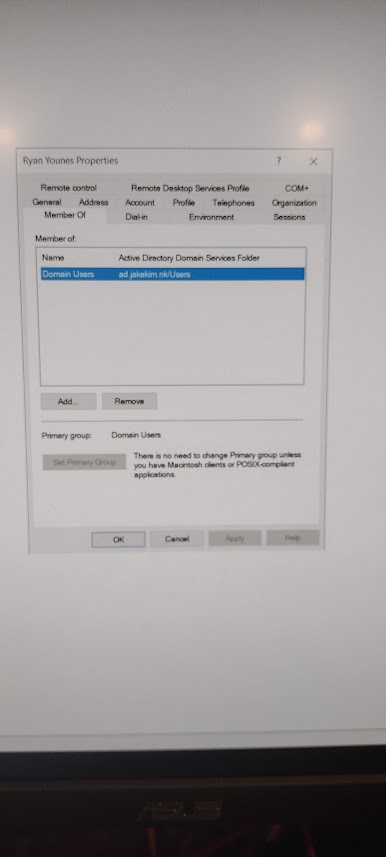 Ryan Younes Properties ? ×
Remote control Remote Desktop Services Profile COM+
General Address Account Profile Telephones Organization
Member Of Dial-in Environment Sessions
Member of:
Name Active Directory Domain Services Folder
Domain Users ad.jakekim.nk/Users
Add... Remove
Primary group: Domain Users
Set Primary Group There is no need to change Primary group unless
you have Macintosh clients or POSIX-compliant
applications.
OK Cancel Apply Help